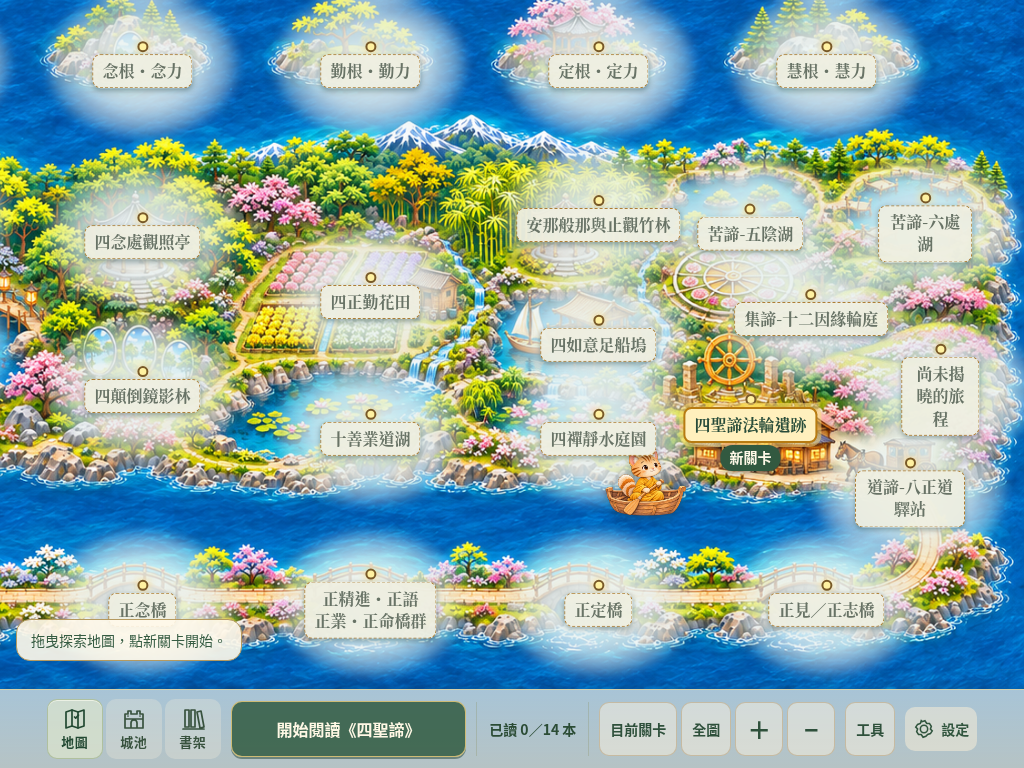 念根・念力
勤根・勤力
定根・定力
慧根・慧力
四念處觀照亭
安那般那與止觀竹林
苦諦-五陰湖
苦諦-六處
湖
四正勤花田
集諦-十二因緣輪庭
四如意足船塢
四顛倒鏡影林
尚未揭
曉的旅
程
十善業道湖
四禪靜水庭園
四聖諦法輪遺跡
新關卡
道諦-八正道
驛站
正念橋
正精進・正語
正業・正命橋群
正定橋
正見／正志橋
拖曳探索地圖，點新關卡開始。
地圖
城池
書架
開始閱讀《四聖諦》
已讀 0／14 本
目前關卡
全圖
+
−
工具
設定